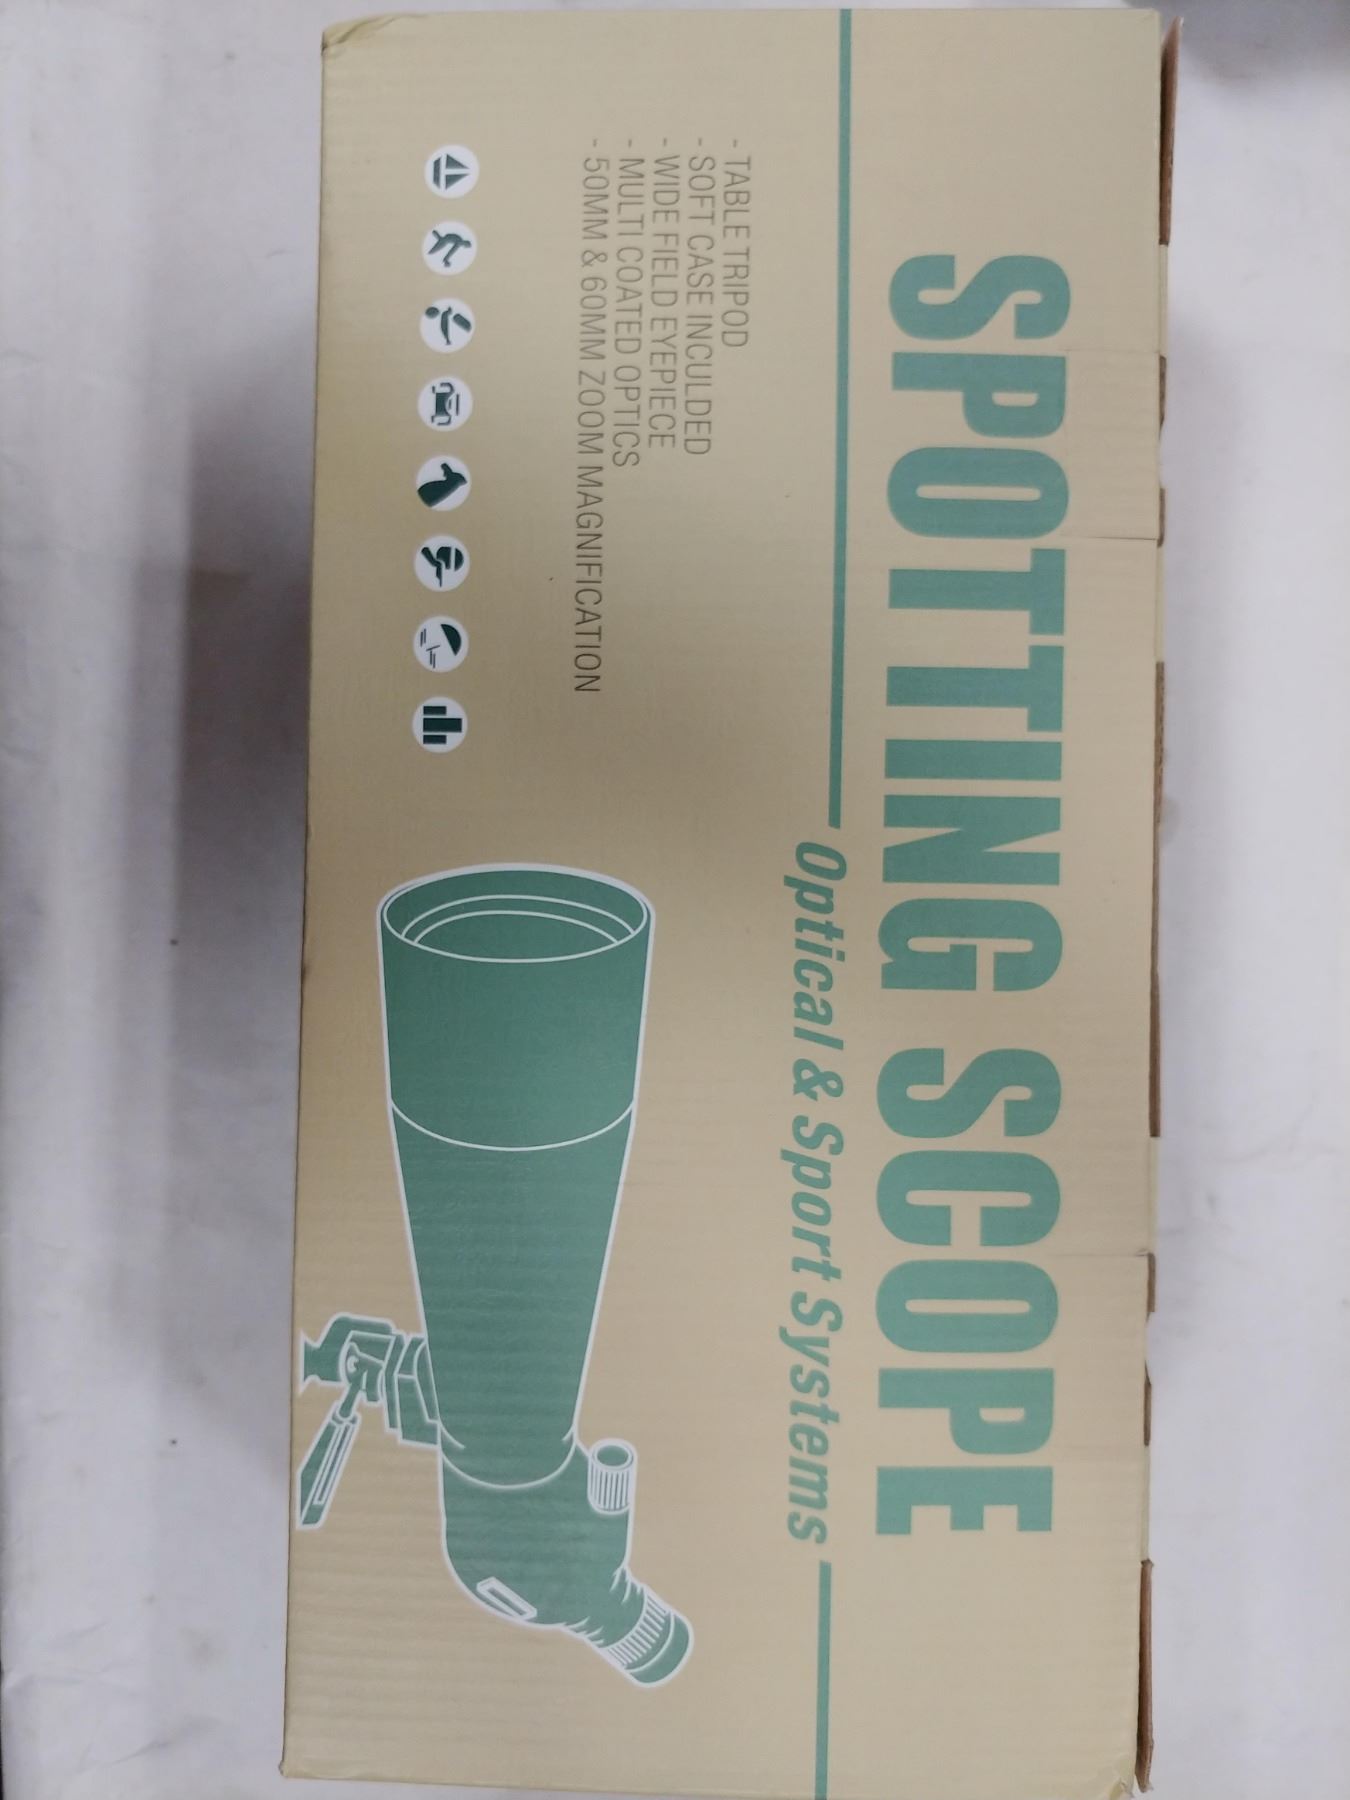 SPOTTING SCOPE
Optical & Sport Systems
- TABLE TRIPOD
- SOFT CASE INCULDED
- WIDE FIELD EYEPIECE
- MULTI COATED OPTICS
- 50MM & 60MM ZOOM MAGNIFICATION